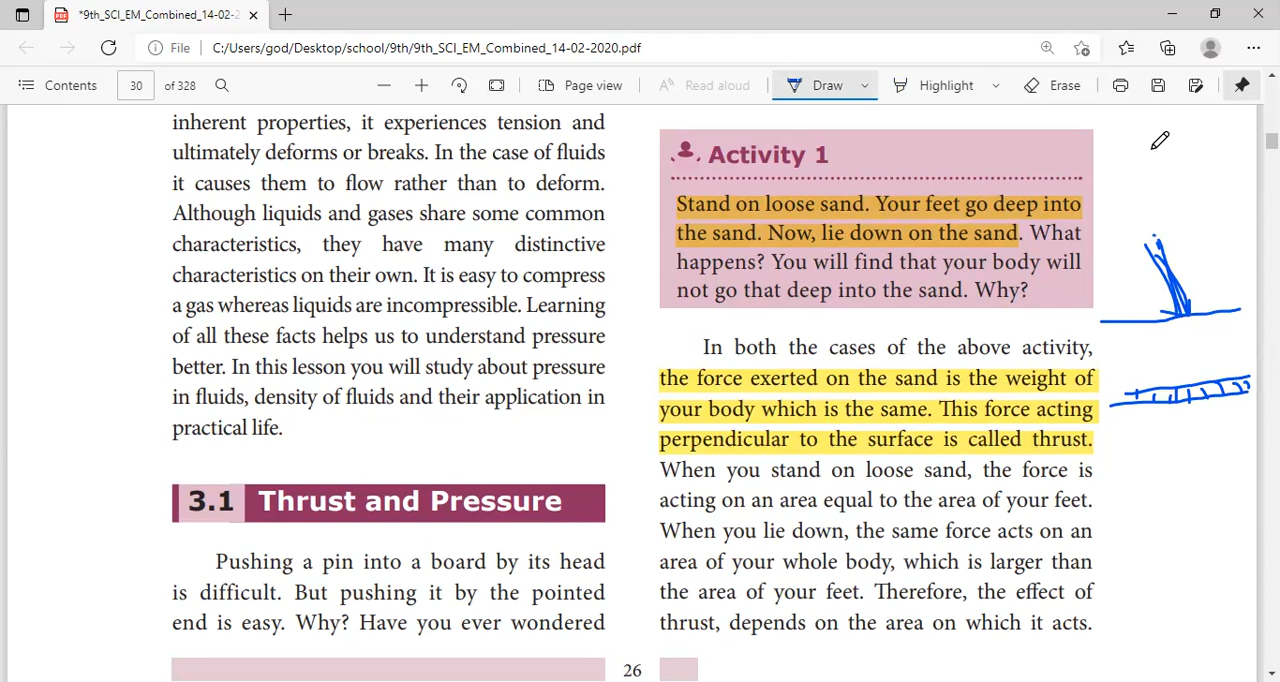 *9th_SCI_EM_Combined_14-02-2
File
C:/Users/god/Desktop/school/9th/9th_SCI_EM_Combined_14-02-2020.pdf
Contents
30 of 328
Page view
Read aloud
Draw
Highlight
Erase
inherent properties, it experiences tension and
ultimately deforms or breaks. In the case of fluids
it causes them to flow rather than to deform.
Although liquids and gases share some common
characteristics, they have many distinctive
characteristics on their own. It is easy to compress
a gas whereas liquids are incompressible. Learning
of all these facts helps us to understand pressure
better. In this lesson you will study about pressure
in fluids, density of fluids and their application in
practical life.
3.1 Thrust and Pressure
Pushing a pin into a board by its head
is difficult. But pushing it by the pointed
end is easy. Why? Have you ever wondered
Activity 1
Stand on loose sand. Your feet go deep into
the sand. Now, lie down on the sand. What
happens? You will find that your body will
not go that deep into the sand. Why?
In both the cases of the above activity,
the force exerted on the sand is the weight of
your body which is the same. This force acting
perpendicular to the surface is called thrust.
When you stand on loose sand, the force is
acting on an area equal to the area of your feet.
When you lie down, the same force acts on an
area of your whole body, which is larger than
the area of your feet. Therefore, the effect of
thrust, depends on the area on which it acts.
26